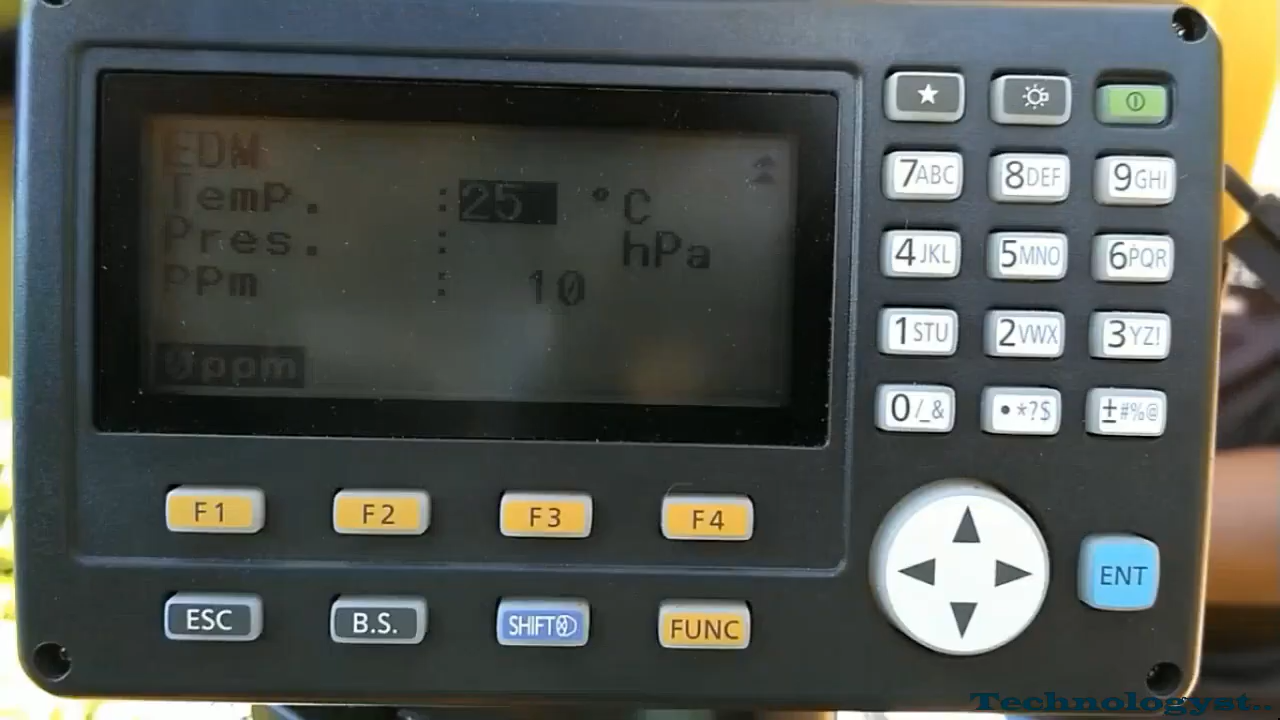 EDM
Temp. : 25 °C
Pres. : hPa
ppm : 10
0ppm
★
7ABC 8DEF 9GHI
4JKL 5MNO 6PQR
1STU 2VWX 3YZ!
0/_& •*?$ ±#%@
F1 F2 F3 F4
ENT
ESC B.S. SHIFT FUNC
Technologyst..